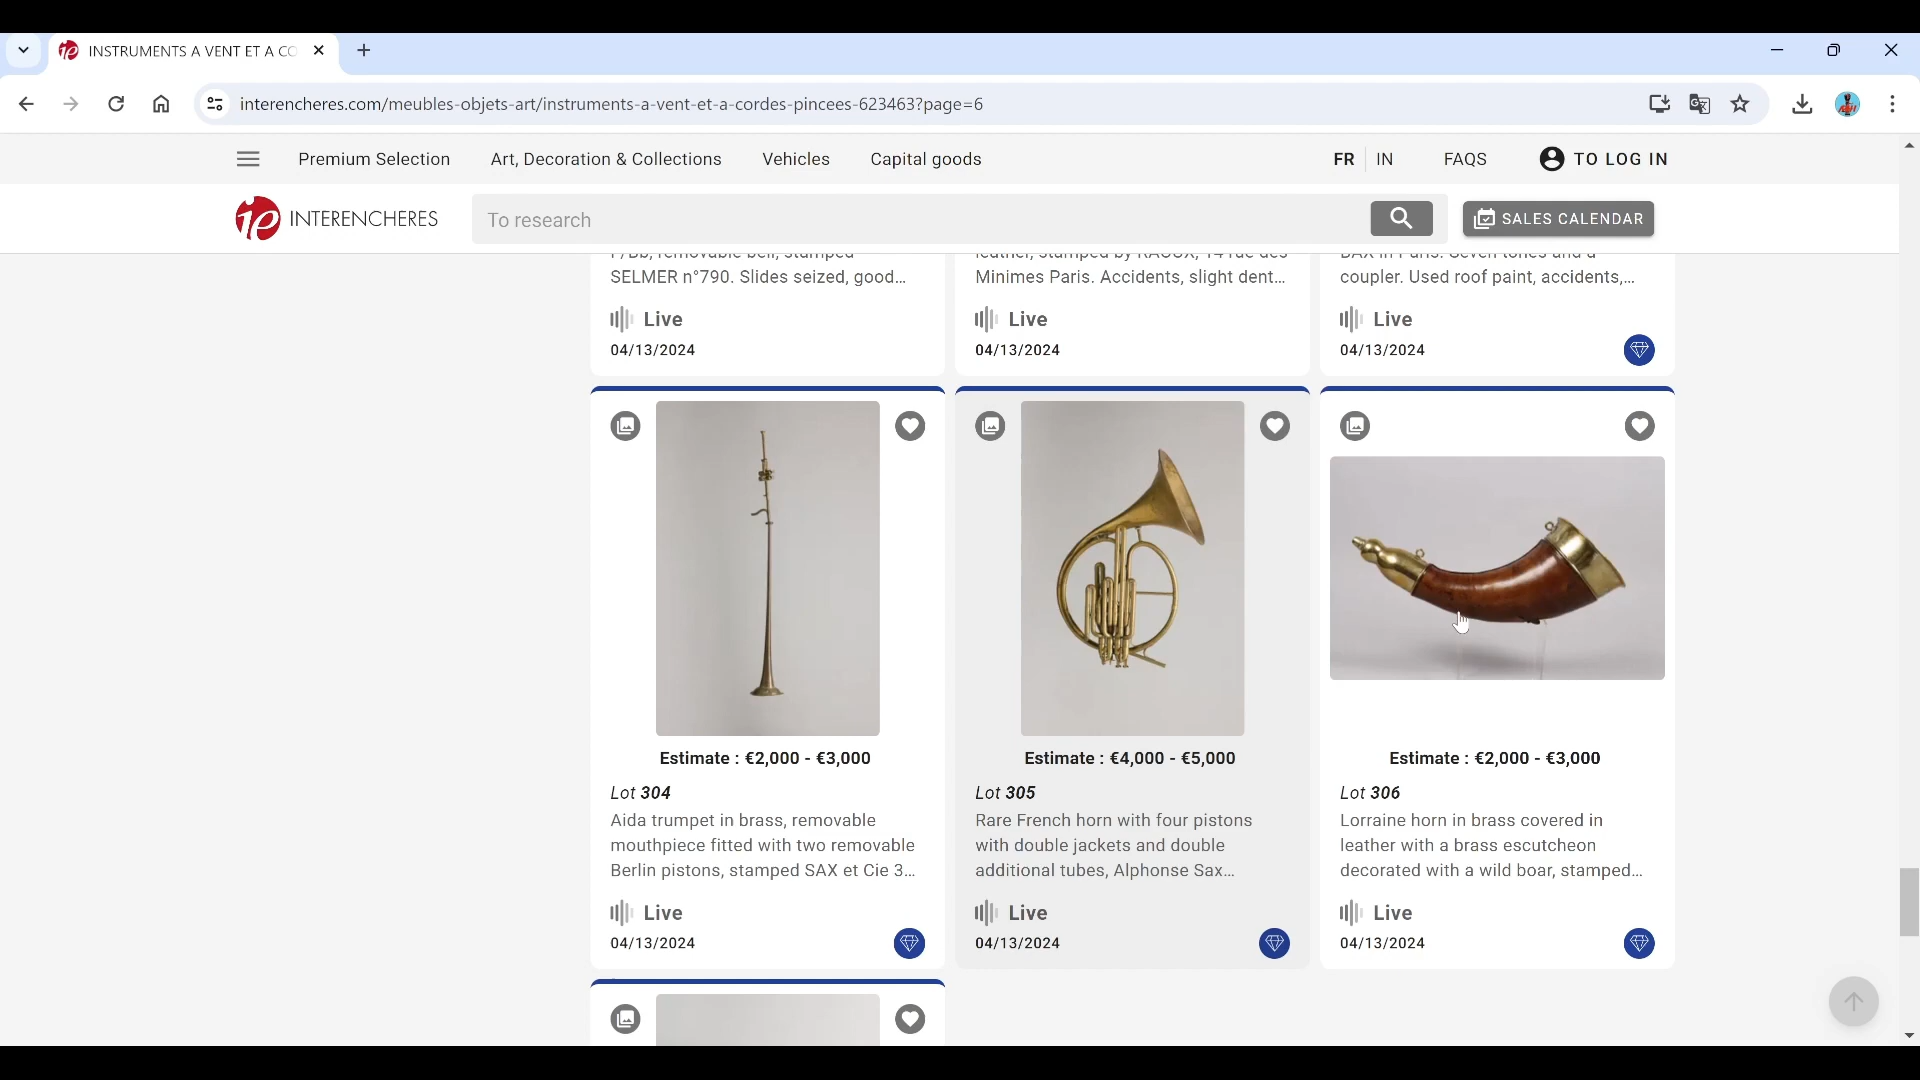 INSTRUMENTS A VENT ET A CO
interencheres.com/meubles-objets-art/instruments-a-vent-et-a-cordes-pincees-623463?page=6
Premium Selection Art, Decoration & Collections Vehicles Capital goods FR IN FAQS TO LOG IN
INTERENCHERES To research SALES CALENDAR
SELMER n°790. Slides seized, good...
Live
04/13/2024
Minimes Paris. Accidents, slight dent...
Live
04/13/2024
coupler. Used roof paint, accidents,...
Live
04/13/2024
Estimate : €2,000 - €3,000
Lot 304
Aida trumpet in brass, removable
mouthpiece fitted with two removable
Berlin pistons, stamped SAX et Cie 3...
Live
04/13/2024
Estimate : €4,000 - €5,000
Lot 305
Rare French horn with four pistons
with double jackets and double
additional tubes, Alphonse Sax...
Live
04/13/2024
Estimate : €2,000 - €3,000
Lot 306
Lorraine horn in brass covered in
leather with a brass escutcheon
decorated with a wild boar, stamped...
Live
04/13/2024